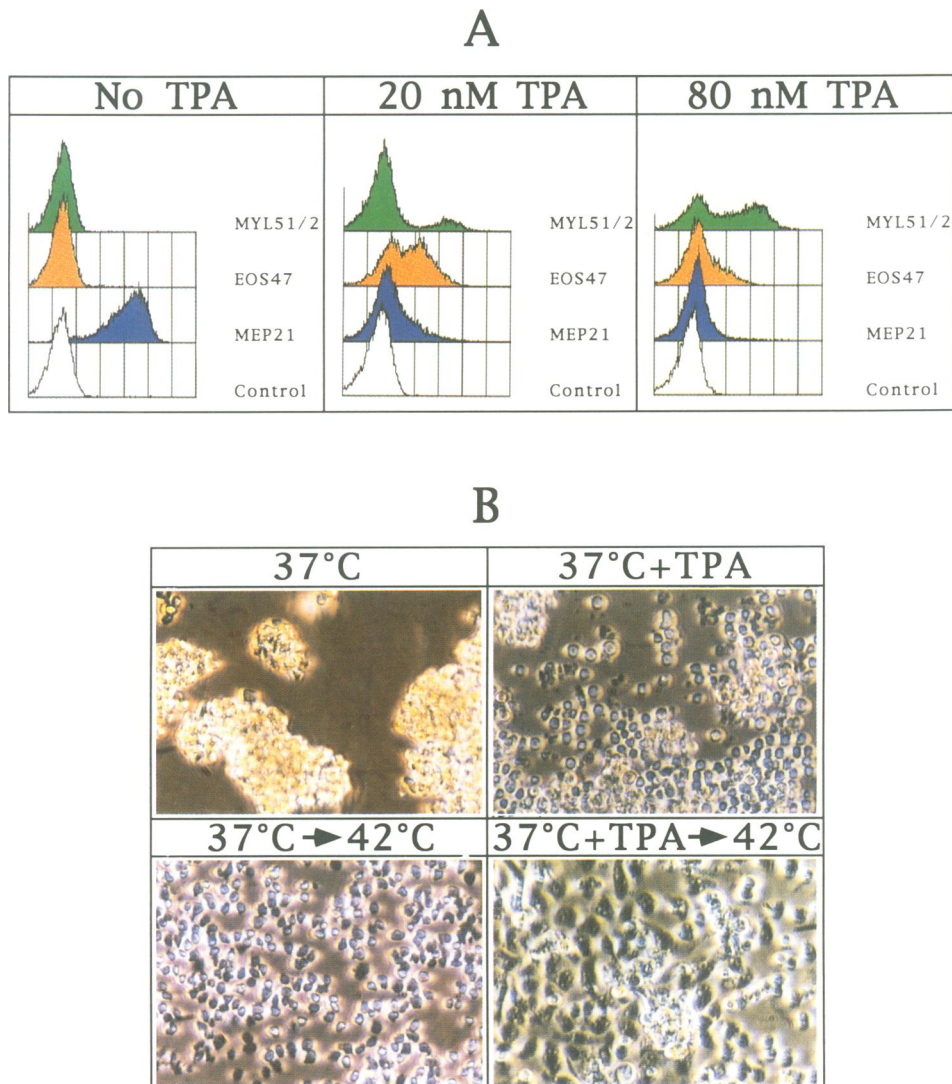 A
No TPA
20 nM TPA
80 nM TPA
MYL51/2
EOS47
MEP21
Control
MYL51/2
EOS47
MEP21
Control
MYL51/2
EOS47
MEP21
Control
B
37°C
37°C+TPA
37°C→42°C
37°C+TPA→42°C